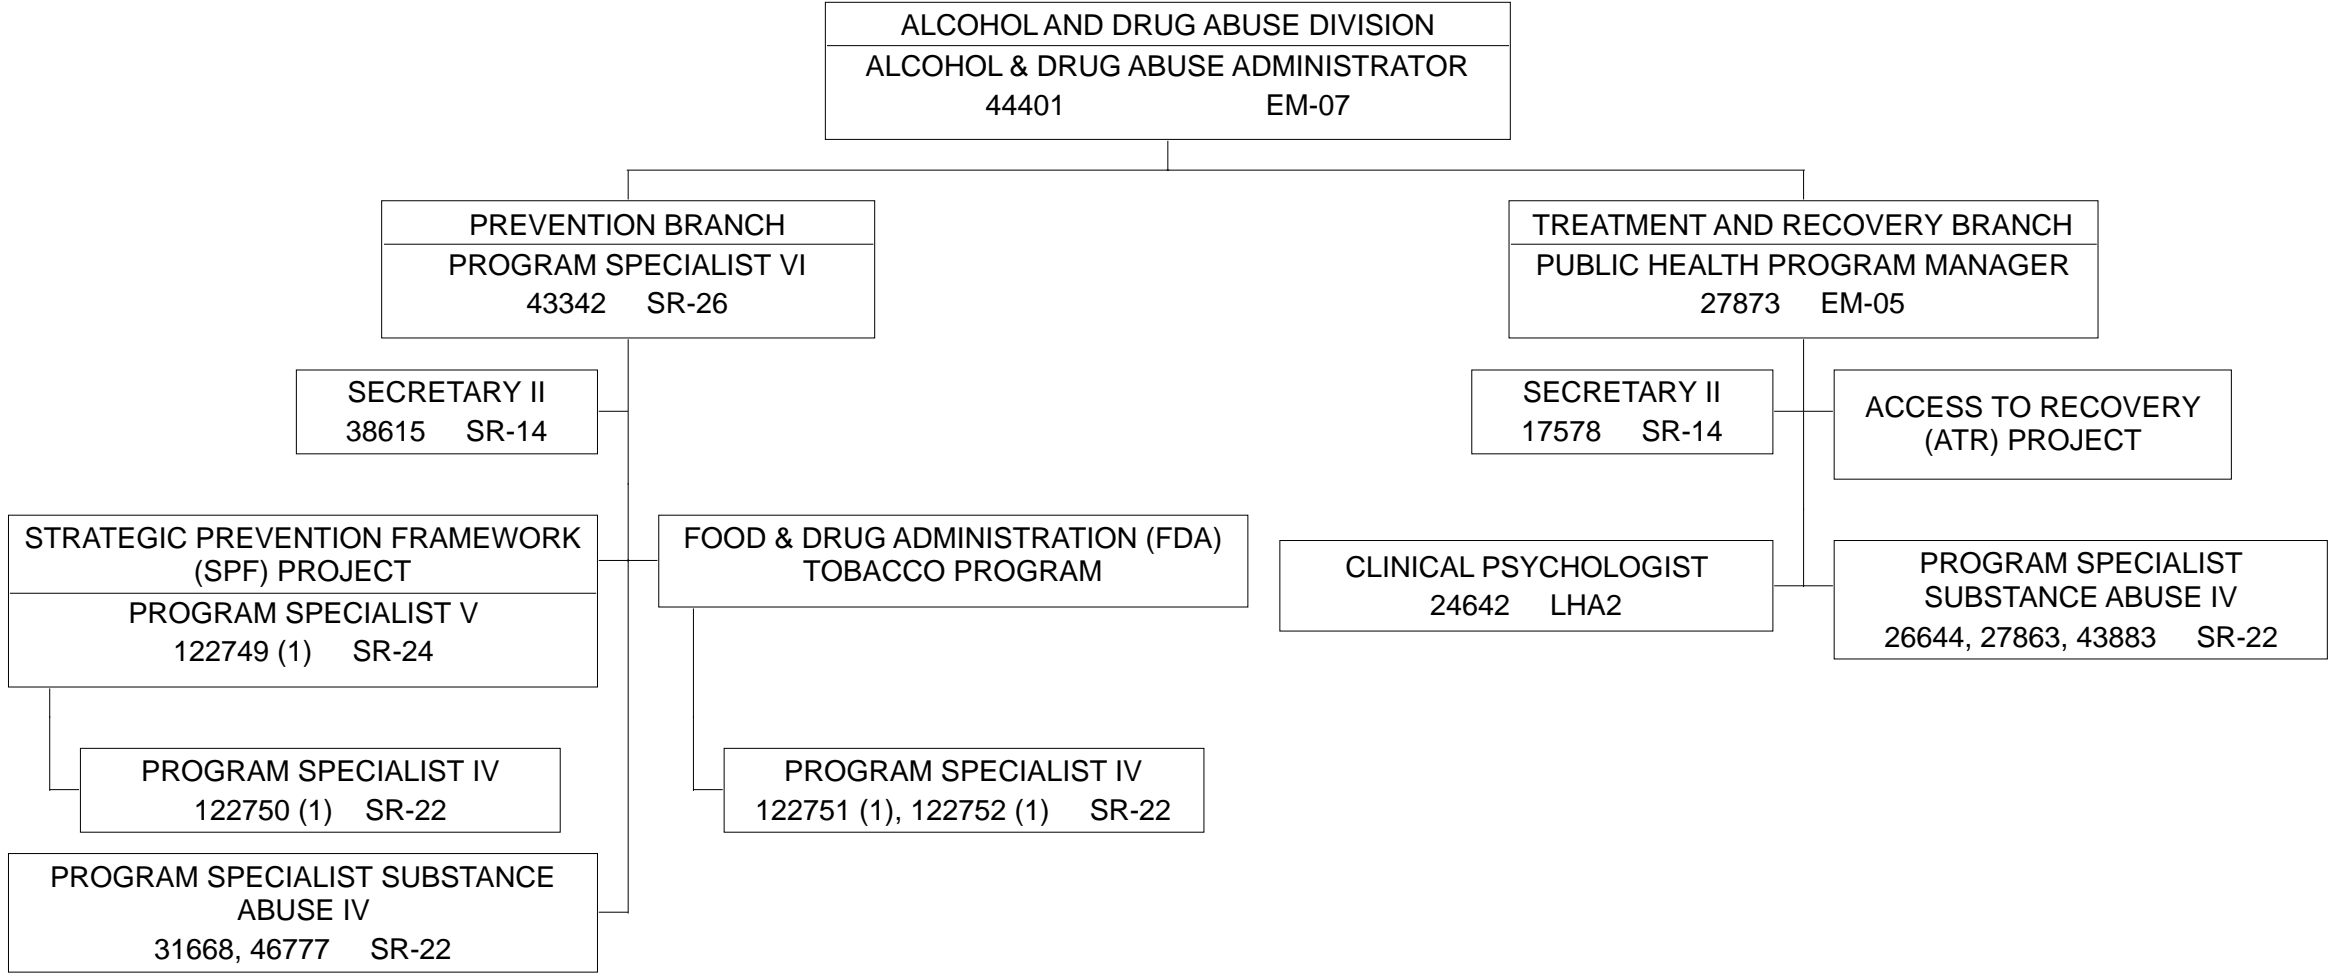 ALCOHOL AND DRUG ABUSE DIVISION
ALCOHOL & DRUG ABUSE ADMINISTRATOR
44401 EM-07
PREVENTION BRANCH
PROGRAM SPECIALIST VI
43342 SR-26
TREATMENT AND RECOVERY BRANCH
PUBLIC HEALTH PROGRAM MANAGER
27873 EM-05
SECRETARY II
38615 SR-14
SECRETARY II
17578 SR-14
ACCESS TO RECOVERY
(ATR) PROJECT
STRATEGIC PREVENTION FRAMEWORK
(SPF) PROJECT
PROGRAM SPECIALIST V
122749 (1) SR-24
FOOD & DRUG ADMINISTRATION (FDA)
TOBACCO PROGRAM
CLINICAL PSYCHOLOGIST
24642 LHA2
PROGRAM SPECIALIST
SUBSTANCE ABUSE IV
26644, 27863, 43883 SR-22
PROGRAM SPECIALIST IV
122750 (1) SR-22
PROGRAM SPECIALIST IV
122751 (1), 122752 (1) SR-22
PROGRAM SPECIALIST SUBSTANCE
ABUSE IV
31668, 46777 SR-22